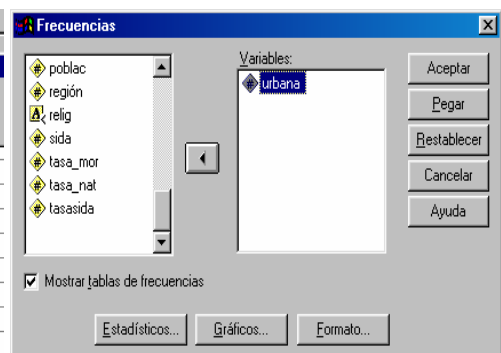 Frecuencias
poblac
región
relig
sida
tasa_mor
tasa_nat
tasasida
Variables:
urbana
Aceptar
Pegar
Restablecer
Cancelar
Ayuda
Mostrar tablas de frecuencias
Estadísticos...
Gráficos...
Formato...